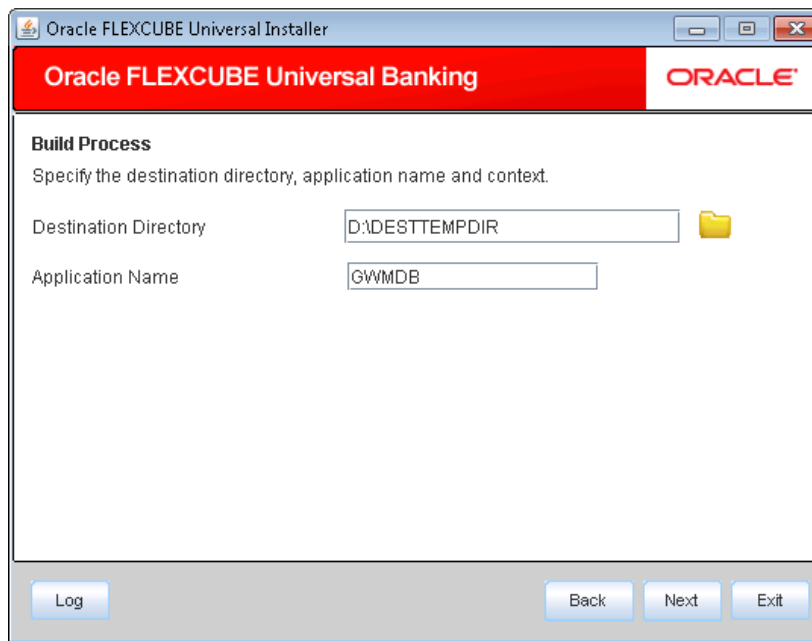 Oracle FLEXCUBE Universal Installer
Oracle FLEXCUBE Universal Banking
ORACLE
Build Process
Specify the destination directory, application name and context.
Destination Directory
D:\DESTTEMPDIR
Application Name
GWMDB
Log
Back
Next
Exit